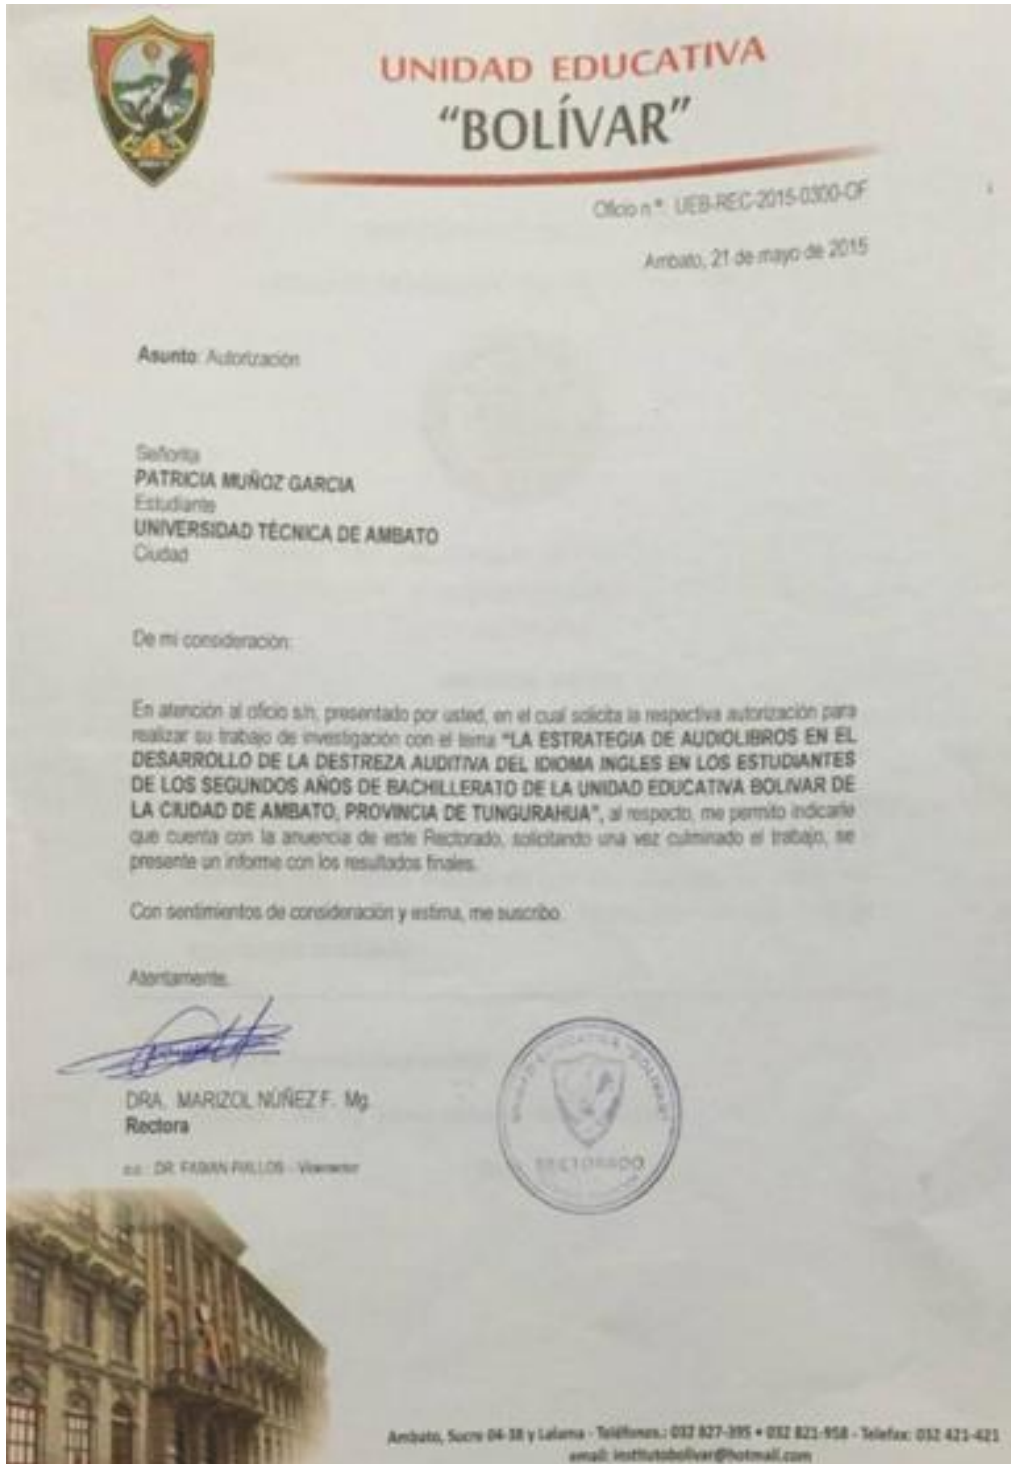 UNIDAD EDUCATIVA
"BOLÍVAR"
Oficio n°: UEB-REC-2015-0300-OF
Ambato, 21 de mayo de 2015
Asunto: Autorización
Señorita
PATRICIA MUÑOZ GARCIA
Estudiante
UNIVERSIDAD TÉCNICA DE AMBATO
Ciudad
De mi consideración:
En atención al oficio s/n, presentado por usted, en el cual solicita la respectiva autorización para
realizar su trabajo de investigación con el tema "LA ESTRATEGIA DE AUDIOLIBROS EN EL
DESARROLLO DE LA DESTREZA AUDITIVA DEL IDIOMA INGLES EN LOS ESTUDIANTES
DE LOS SEGUNDOS AÑOS DE BACHILLERATO DE LA UNIDAD EDUCATIVA BOLIVAR DE
LA CIUDAD DE AMBATO, PROVINCIA DE TUNGURAHUA", al respecto, me permito indicarle
que cuenta con la anuencia de este Rectorado, solicitando una vez culminado el trabajo, se
presente un informe con los resultados finales.
Con sentimientos de consideración y estima, me suscribo.
Atentamente,
DRA. MARIZOL NÚÑEZ F. Mg.
Rectora
c.c. DR. FABIAN - Vicerrector
UNIDAD EDUCATIVA "BOLIVAR"
RECTORADO
Ambato, Sucre 04-38 y Lalama - Teléfonos.: 032 827-395 • 032 821-958 - Telefax: 032 421-421
email: institutobolivar@hotmail.com